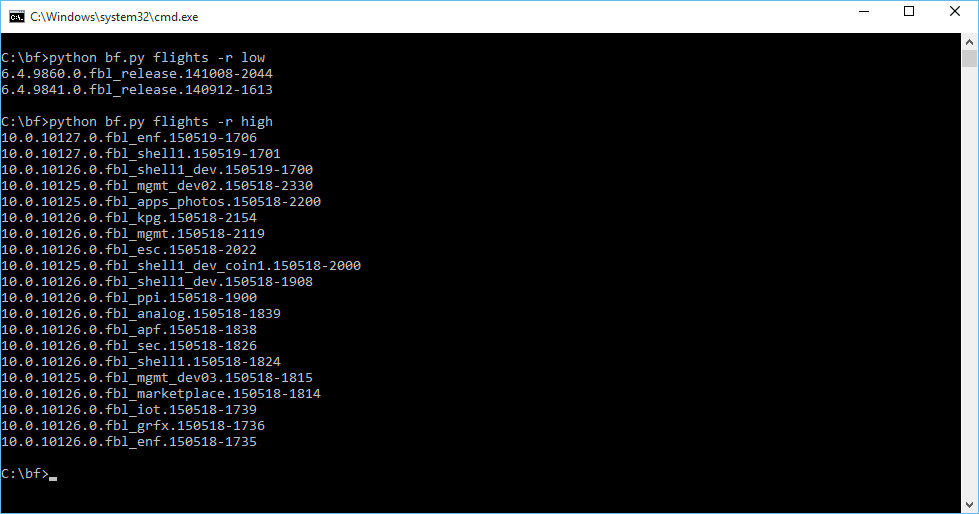 C:\Windows\system32\cmd.exe
C:\bf>python bf.py flights -r low
6.4.9860.0.fbl_release.141008-2044
6.4.9841.0.fbl_release.140912-1613
C:\bf>python bf.py flights -r high
10.0.10127.0.fbl_enf.150519-1706
10.0.10127.0.fbl_shell1.150519-1701
10.0.10126.0.fbl_shell1_dev.150519-1700
10.0.10125.0.fbl_mgmt_dev02.150518-2330
10.0.10125.0.fbl_apps_photos.150518-2200
10.0.10126.0.fbl_kpg.150518-2154
10.0.10126.0.fbl_mgmt.150518-2119
10.0.10126.0.fbl_esc.150518-2022
10.0.10125.0.fbl_shell1_dev_coin1.150518-2000
10.0.10126.0.fbl_shell1_dev.150518-1908
10.0.10126.0.fbl_ppi.150518-1900
10.0.10126.0.fbl_analog.150518-1839
10.0.10126.0.fbl_apf.150518-1838
10.0.10126.0.fbl_sec.150518-1826
10.0.10126.0.fbl_shell1.150518-1824
10.0.10125.0.fbl_mgmt_dev03.150518-1815
10.0.10126.0.fbl_marketplace.150518-1814
10.0.10126.0.fbl_iot.150518-1739
10.0.10126.0.fbl_grfx.150518-1736
10.0.10126.0.fbl_enf.150518-1735
C:\bf>